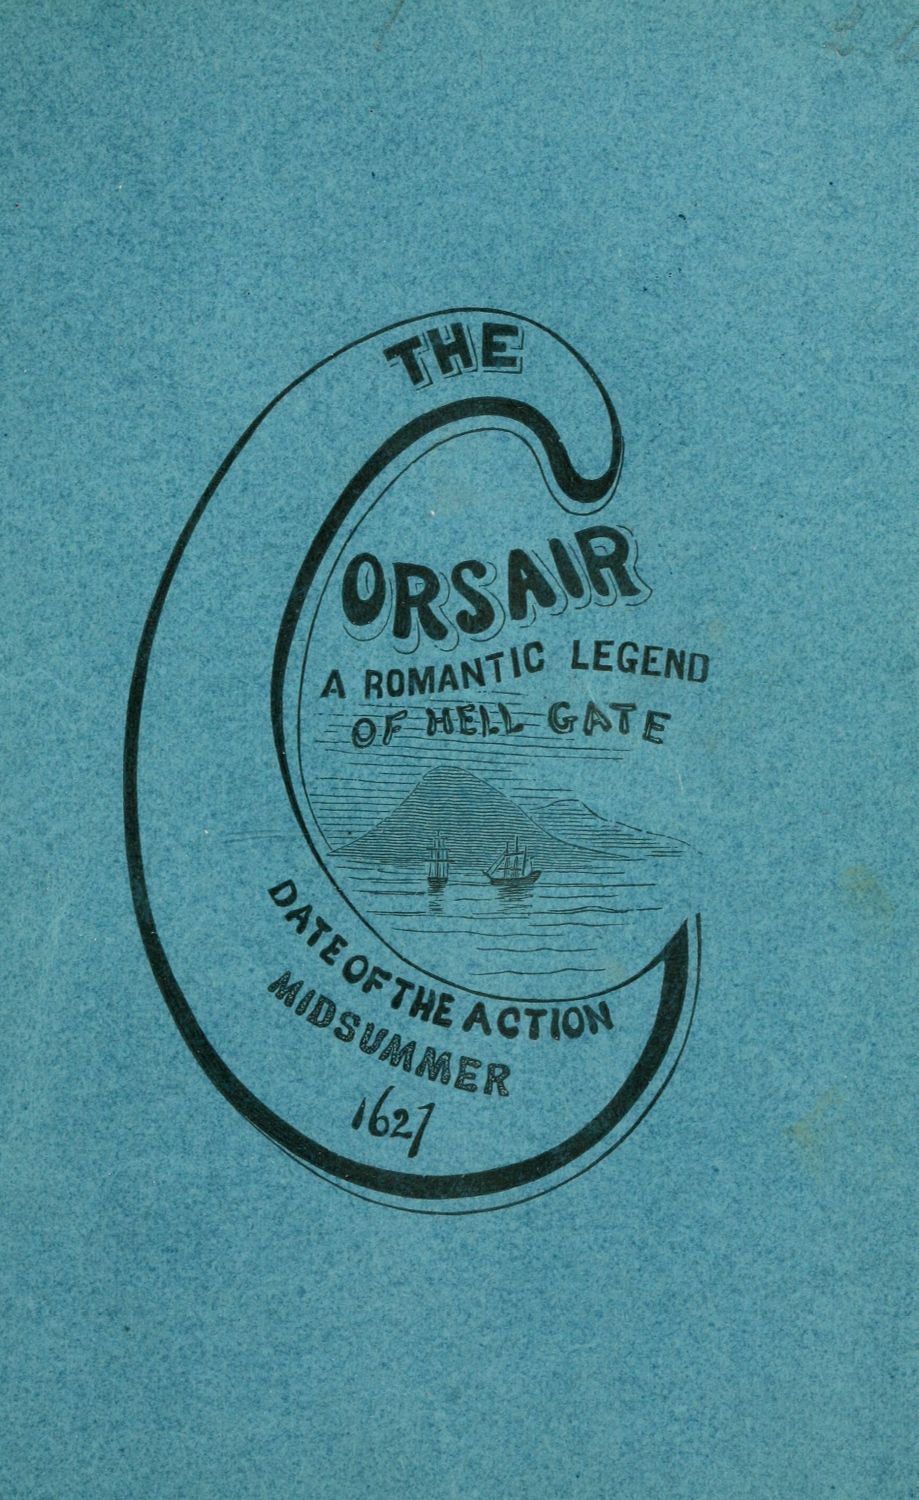 THE
CORSAIR
A ROMANTIC LEGEND
OF HELL GATE
DATE OF THE ACTION
MIDSUMMER
1627